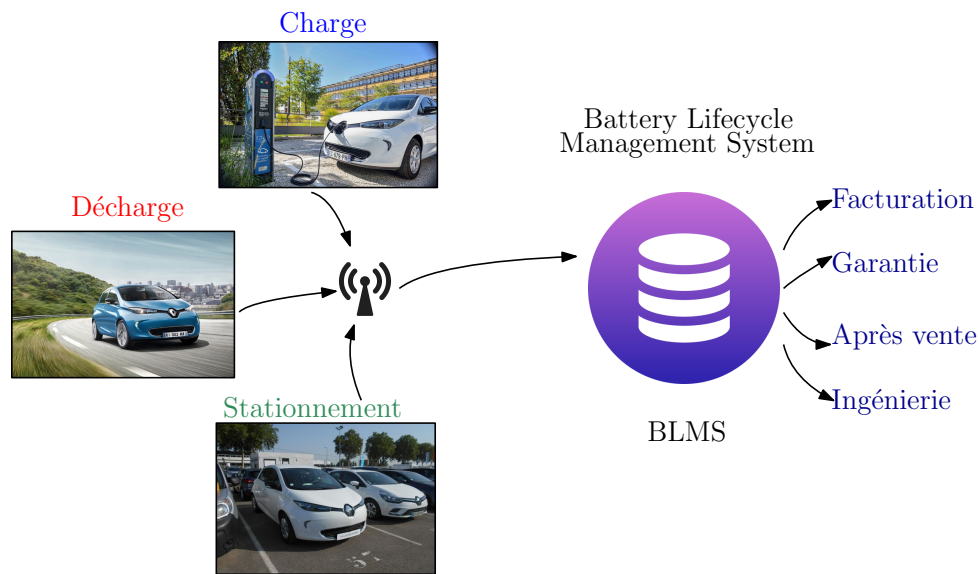 Charge
Battery Lifecycle
Management System
Décharge
Facturation
Garantie
Après vente
Stationnement
Ingénierie
BLMS